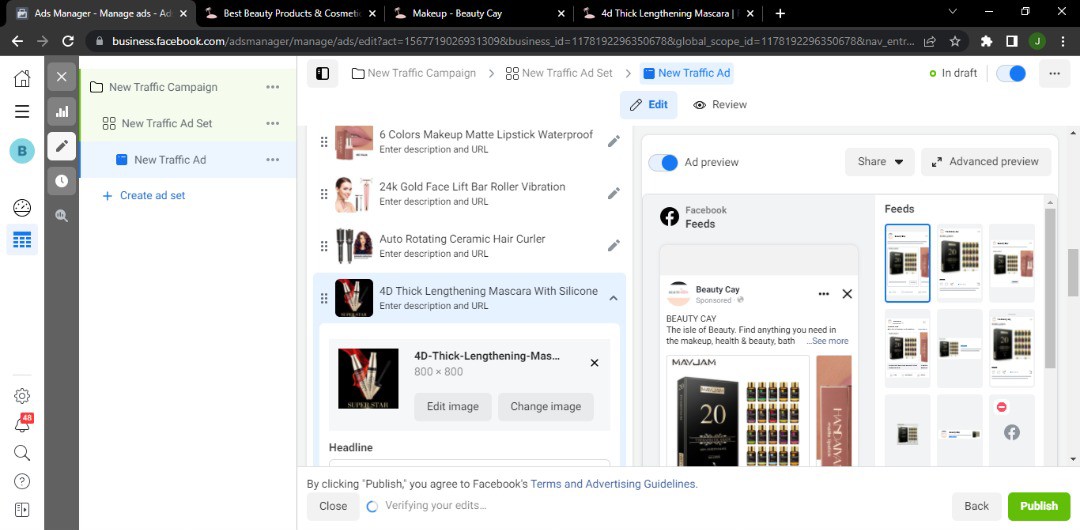 Ads Manager - Manage ads - Ad
Best Beauty Products & Cosmetic
Makeup - Beauty Cay
4d Thick Lengthening Mascara |
business.facebook.com/adsmanager/manage/ads/edit?act=156771902693130​98&business_id=1178192296350678&global_scope_id=1178192296350678&nav_entr...
J
New Traffic Campaign
New Traffic Ad Set
New Traffic Ad
In draft
Edit
Review
B
48
New Traffic Campaign
New Traffic Ad Set
New Traffic Ad
+ Create ad set
6 Colors Makeup Matte Lipstick Waterproof
Enter description and URL
24k Gold Face Lift Bar Roller Vibration
Enter description and URL
Auto Rotating Ceramic Hair Curler
Enter description and URL
4D Thick Lengthening Mascara With Silicone
Enter description and URL
4D-Thick-Lengthening-Mas...
800 × 800
SUPER STAR
Edit image
Change image
Headline
Ad preview
Share
Advanced preview
Facebook
Feeds
Feeds
Beauty Cay
Sponsored
BEAUTY CAY
The isle of Beauty. Find anything you need in
the makeup, health & beauty, bath ...See more
MAYJAM
20
HANDAIYAN
By clicking "Publish," you agree to Facebook's Terms and Advertising Guidelines.
Close
Verifying your edits...
Back
Publish